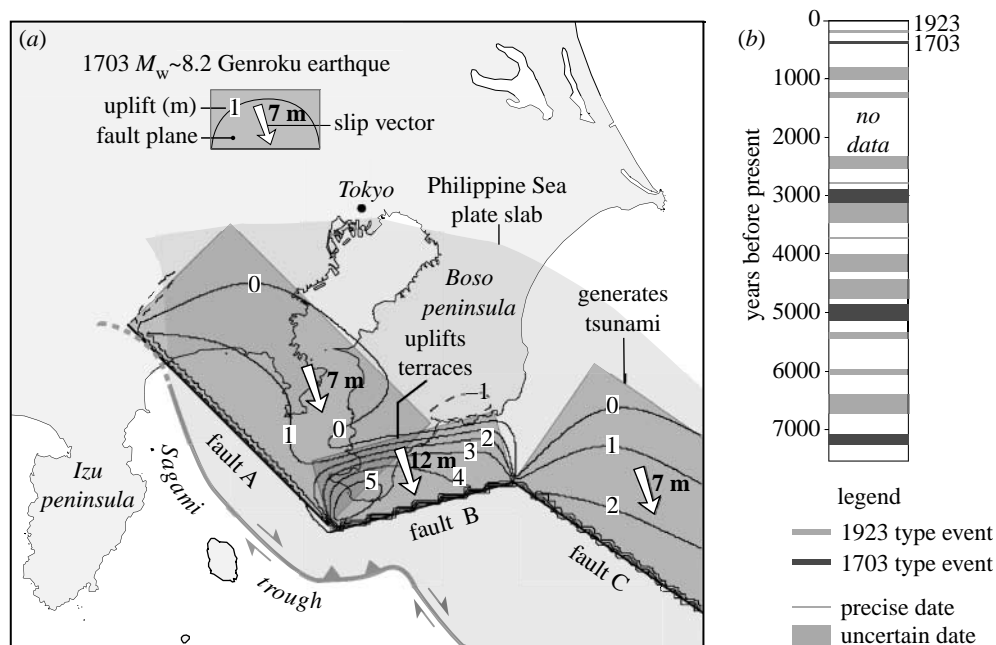 (a)
1703 Mw~8.2 Genroku earthque
uplift (m)
1
7 m
slip vector
fault plane
Tokyo
Philippine Sea
plate slab
Boso
peninsula
generates
tsunami
uplifts
terraces
0
7 m
1
0
1
2
3
4
5
12 m
0
1
2
7 m
fault A
fault B
fault C
Izu
peninsula
Sagami
trough
(b)
years before present
0
1000
2000
3000
4000
5000
6000
7000
1923
1703
no
data
legend
1923 type event
1703 type event
precise date
uncertain date